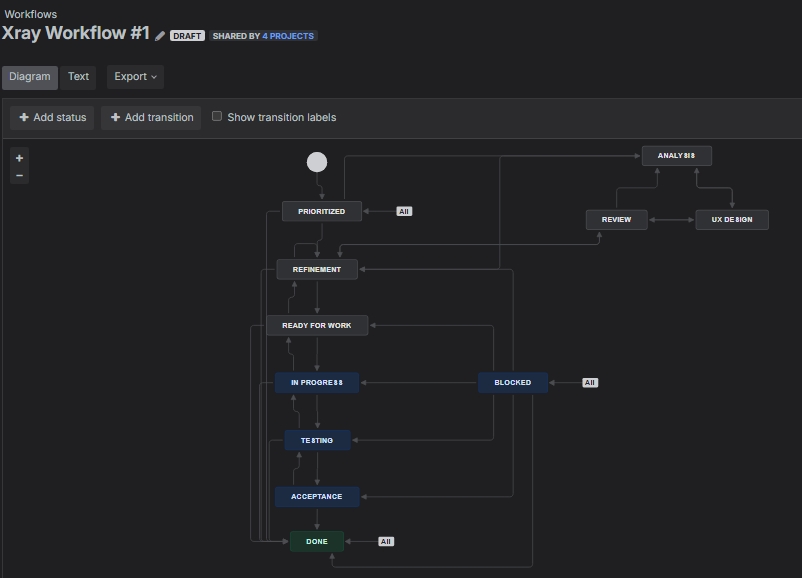 Workflows
Xray Workflow #1 DRAFT SHARED BY 4 PROJECTS
Diagram Text Export
Add status Add transition Show transition labels
+
−
ANALYSIS
PRIORITIZED All
REVIEW UX DESIGN
REFINEMENT
READY FOR WORK
IN PROGRESS BLOCKED All
TESTING
ACCEPTANCE
DONE All